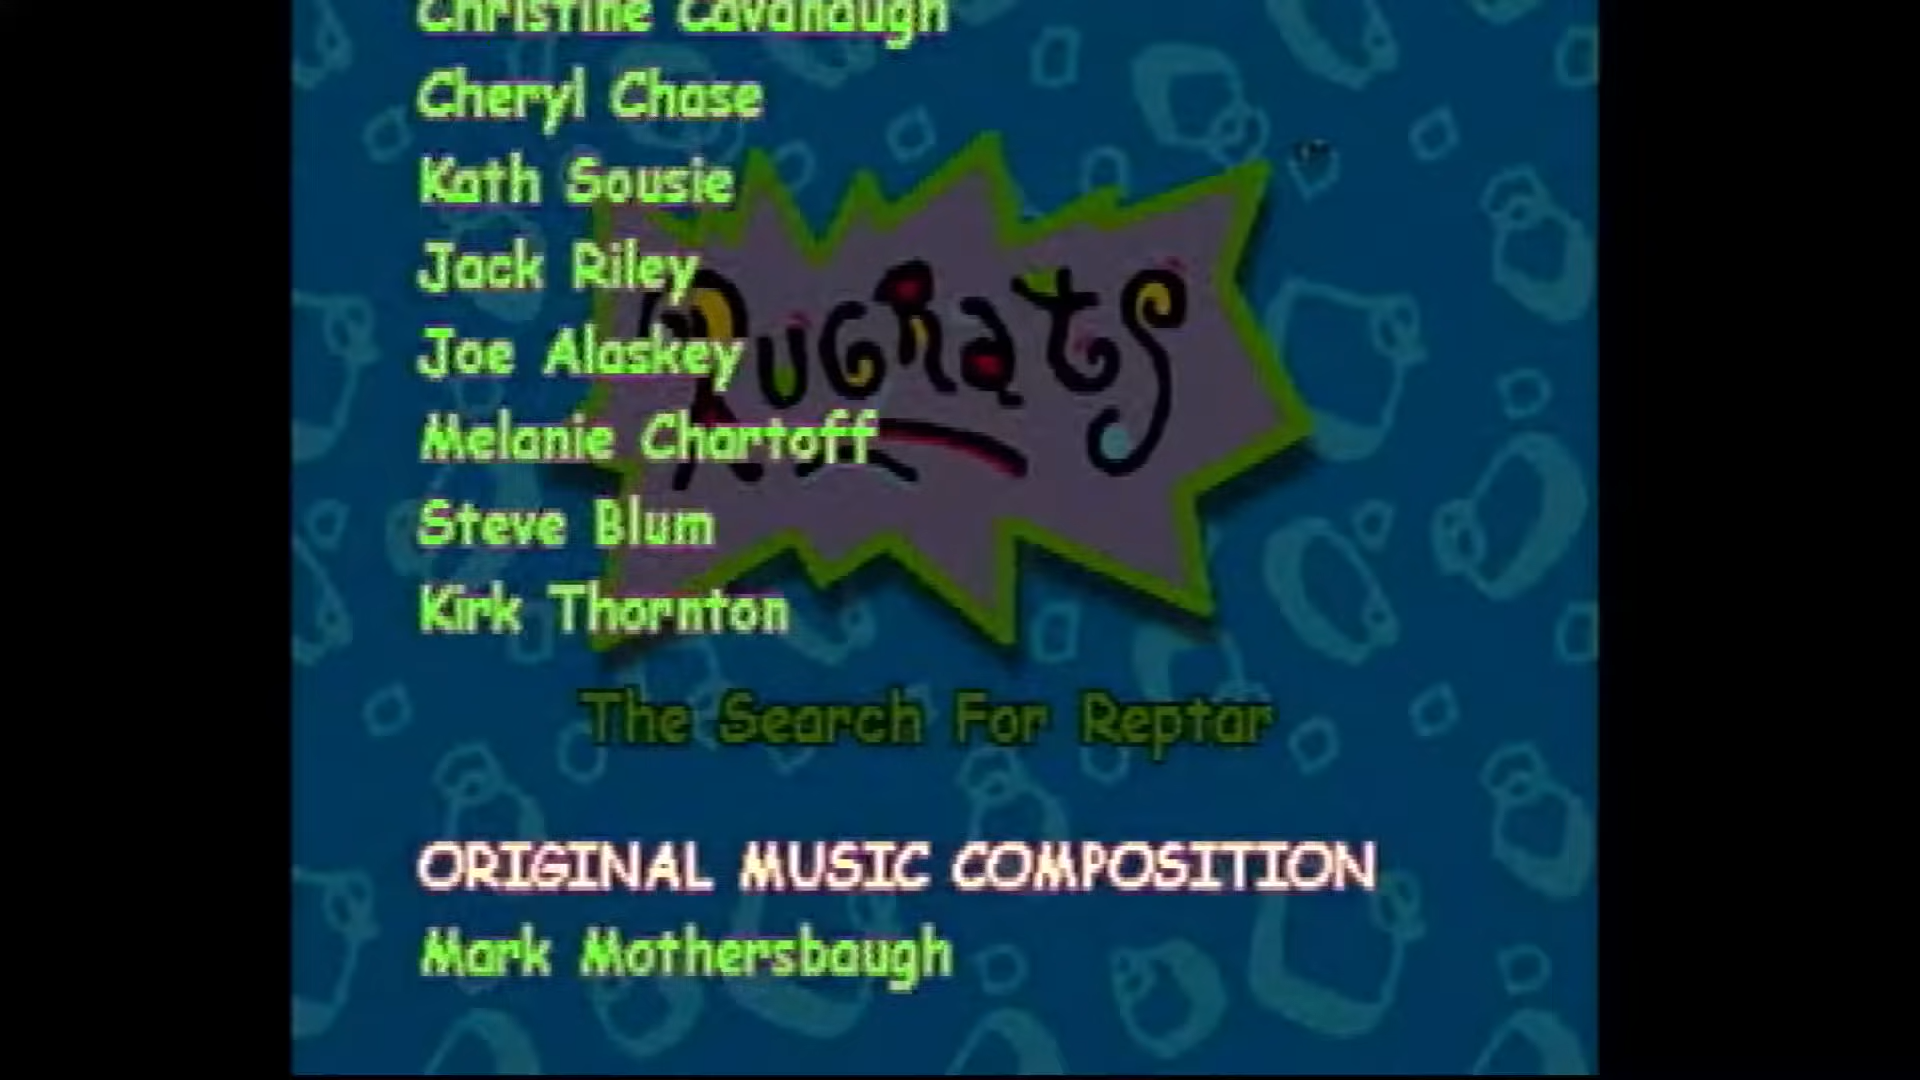 Christine Cavanaugh
Cheryl Chase
Kath Sousie
Jack Riley
Joe Alaskey
Melanie Chartoff
Steve Blum
Kirk Thornton
RUGRATS
TM
The Search For Reptar
ORIGINAL MUSIC COMPOSITION
Mark Mothersbaugh